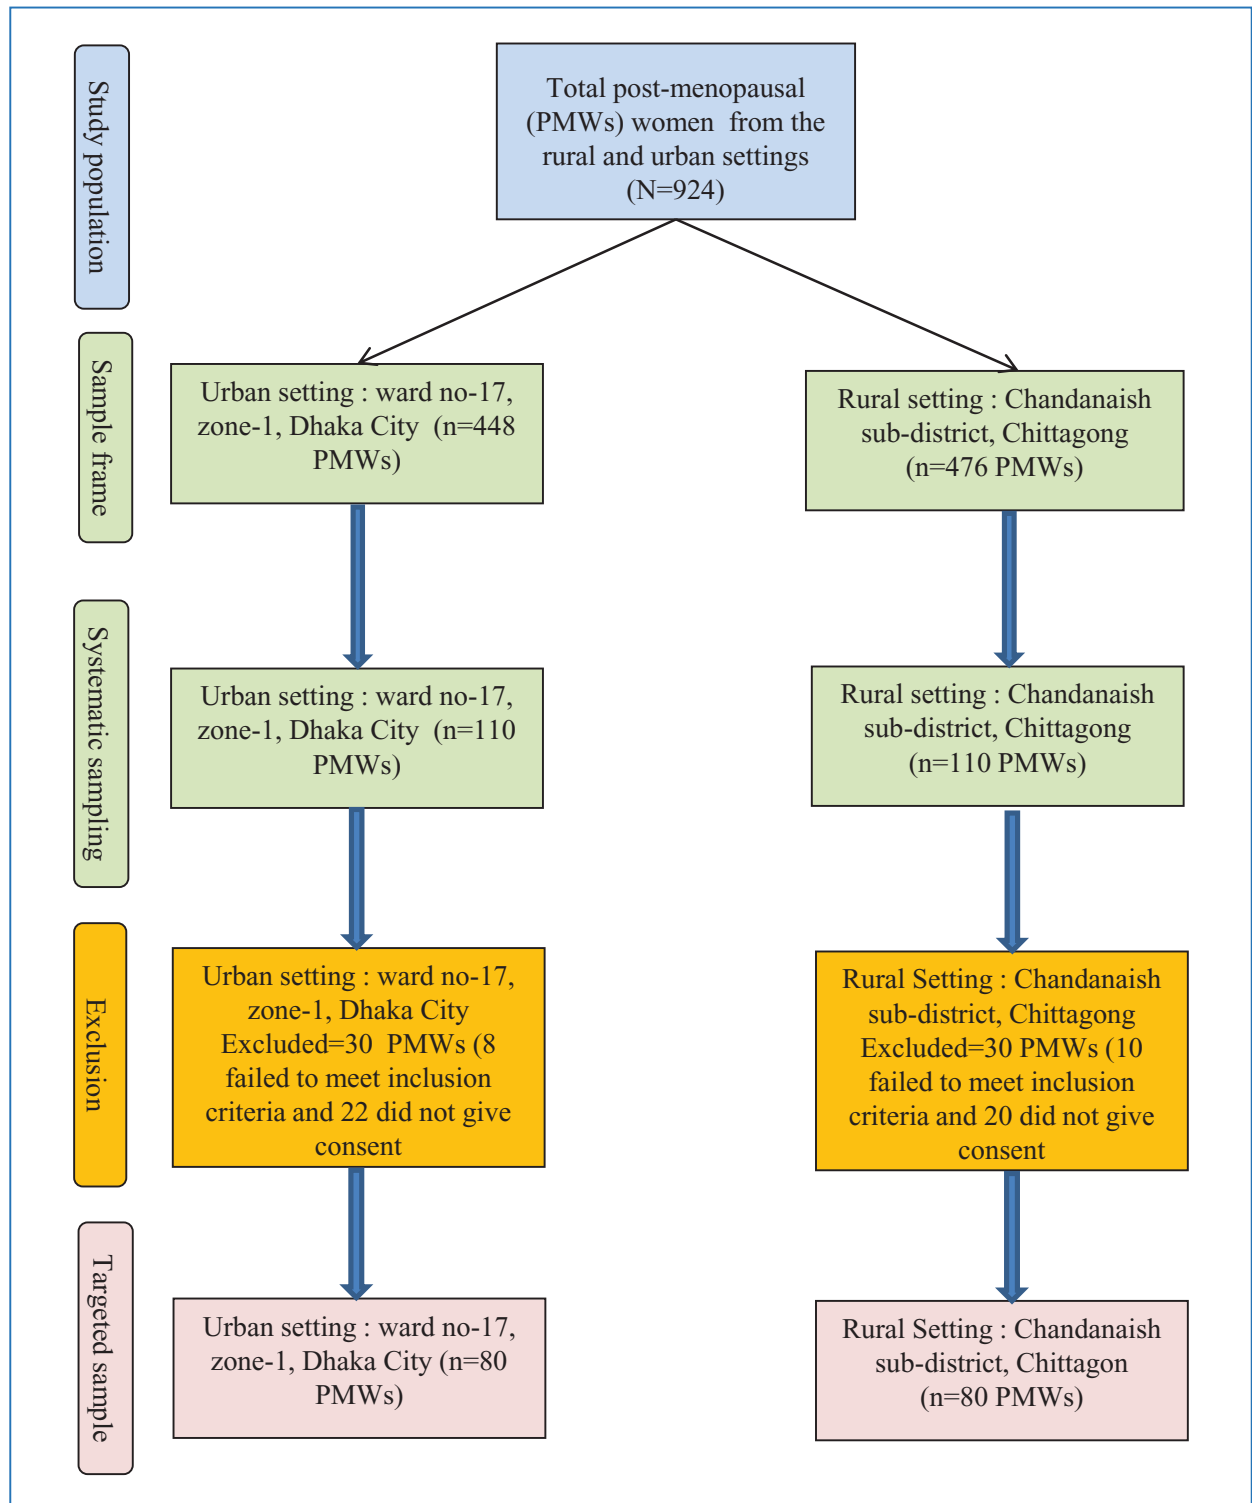 Study population
Total post-menopausal
(PMWs) women from the
rural and urban settings
(N=924)
Sample frame
Urban setting : ward no-17,
zone-1, Dhaka City (n=448
PMWs)
Rural setting : Chandanaish
sub-district, Chittagong
(n=476 PMWs)
Systematic sampling
Urban setting : ward no-17,
zone-1, Dhaka City (n=110
PMWs)
Rural setting : Chandanaish
sub-district, Chittagong
(n=110 PMWs)
Exclusion
Urban setting : ward no-17,
zone-1, Dhaka City
Excluded=30 PMWs (8
failed to meet inclusion
criteria and 22 did not give
consent
Rural Setting : Chandanaish
sub-district, Chittagong
Excluded=30 PMWs (10
failed to meet inclusion
criteria and 20 did not give
consent
Targeted sample
Urban setting : ward no-17,
zone-1, Dhaka City (n=80
PMWs)
Rural Setting : Chandanaish
sub-district, Chittagon
(n=80 PMWs)